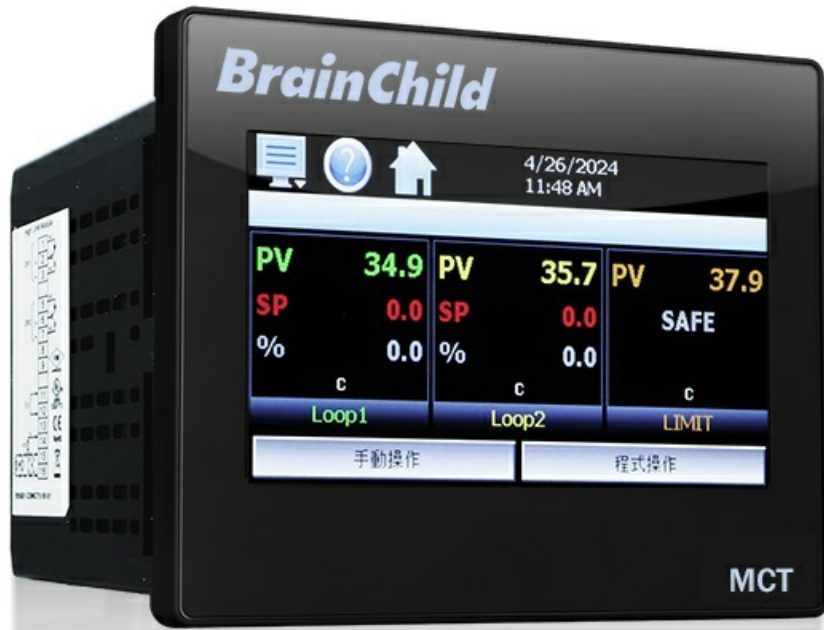 BrainChild
4/26/2024
11:48 AM
PV 34.9 PV 35.7 PV 37.9
SP 0.0 SP 0.0 SAFE
% 0.0 % 0.0
C C C
Loop1 Loop2 LIMIT
手動操作 程式操作
MCT